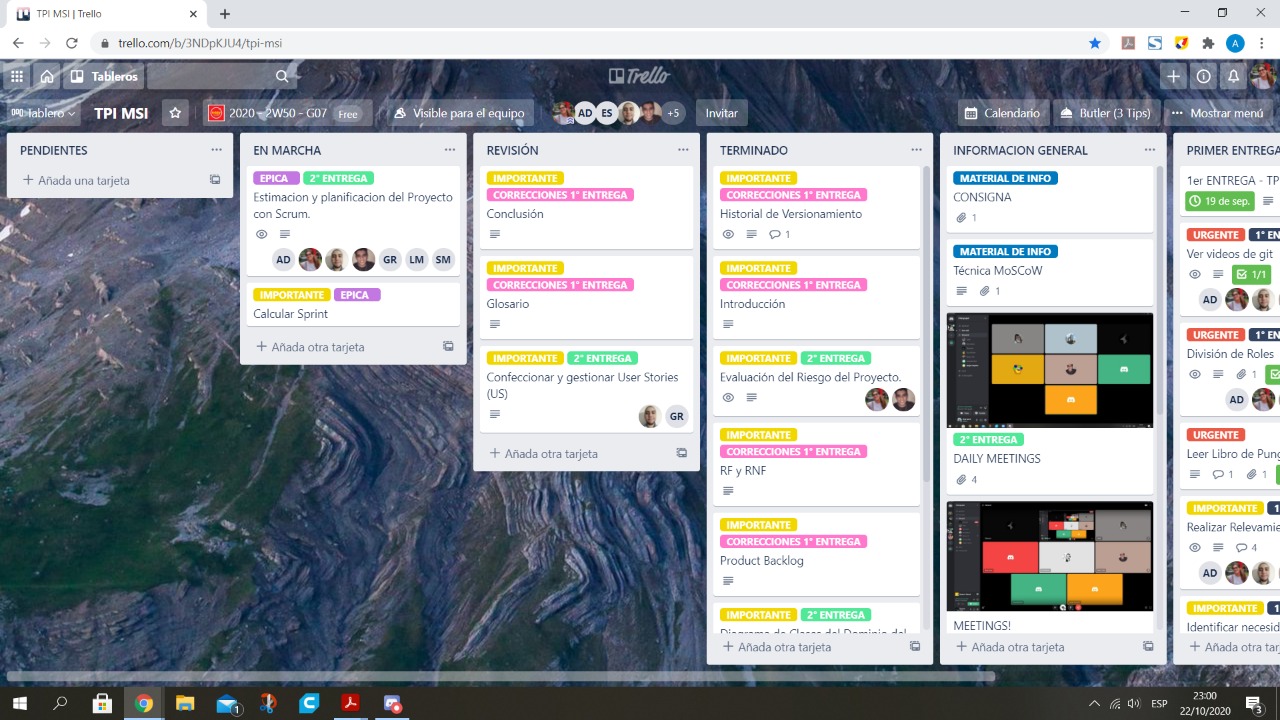 TPI MSI | Trello
trello.com/b/3NDpKJU4/tpi-msi
A
Tableros
Trello
Tablero
TPI MSI
2020 - 2W50 - G07 Free
Visible para el equipo
AD ES +5
Invitar
Calendario
Butler (3 Tips)
Mostrar menú
PENDIENTES
Añada una tarjeta
EN MARCHA
EPICA 2° ENTREGA
Estimacion y planificacion del Proyecto
con Scrum.
AD GR LM SM
IMPORTANTE EPICA
Calcular Sprint
Añada otra tarjeta
REVISIÓN
IMPORTANTE
CORRECCIONES 1° ENTREGA
Conclusión
IMPORTANTE
CORRECCIONES 1° ENTREGA
Glosario
IMPORTANTE 2° ENTREGA
Confeccionar y gestionar User Stories
(US)
GR
Añada otra tarjeta
TERMINADO
IMPORTANTE
CORRECCIONES 1° ENTREGA
Historial de Versionamiento
1
IMPORTANTE
CORRECCIONES 1° ENTREGA
Introducción
IMPORTANTE 2° ENTREGA
Evaluación del Riesgo del Proyecto.
IMPORTANTE
CORRECCIONES 1° ENTREGA
RF y RNF
IMPORTANTE
CORRECCIONES 1° ENTREGA
Product Backlog
IMPORTANTE 2° ENTREGA
Diagrama de Clases del Dominio del
Añada otra tarjeta
INFORMACION GENERAL
MATERIAL DE INFO
CONSIGNA
1
MATERIAL DE INFO
Técnica MoSCoW
1
2° ENTREGA
DAILY MEETINGS
4
MEETINGS!
Añada otra tarjeta
PRIMER ENTREGA
1er ENTREGA - TP
19 de sep.
URGENTE 1° EN
Ver videos de git
1/1
AD
URGENTE 1° EN
División de Roles
1
AD
URGENTE
Leer Libro de Pung
1 1
IMPORTANTE 1
Realizar Relevamie
4
AD
IMPORTANTE 1
Identificar necesid
Añada otra tar
1
ESP
23:00
22/10/2020
3